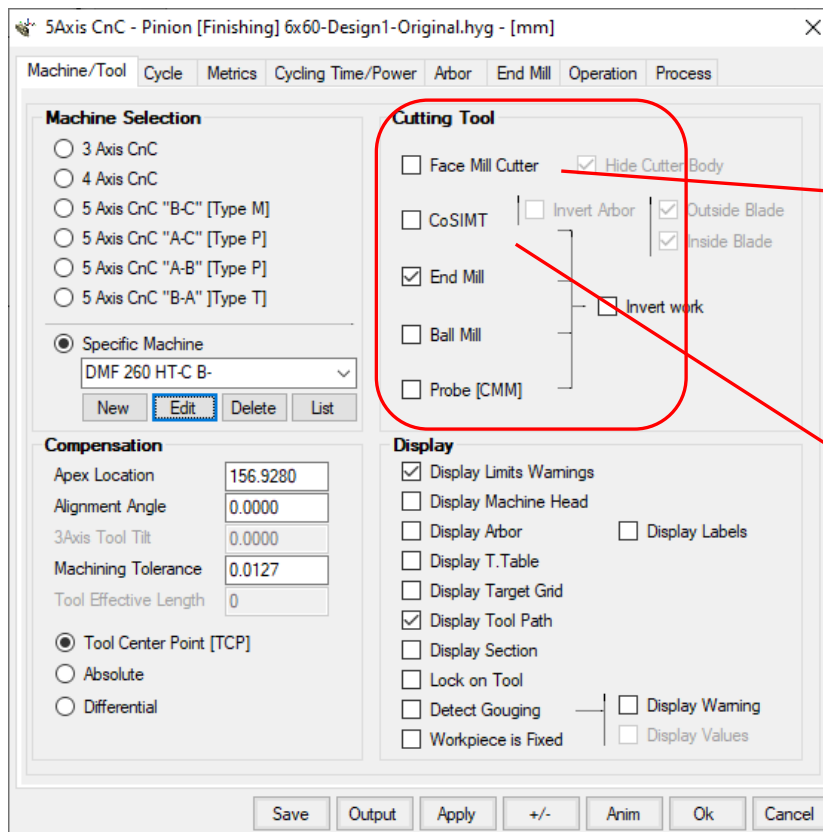 5Axis CnC - Pinion [Finishing] 6x60-Design1-Original.hyg - [mm]
Machine/Tool Cycle Metrics Cycling Time/Power Arbor End Mill Operation Process
Machine Selection
3 Axis CnC
4 Axis CnC
5 Axis CnC "B-C" [Type M]
5 Axis CnC "A-C" [Type P]
5 Axis CnC "A-B" [Type P]
5 Axis CnC "B-A" ]Type T]
Specific Machine
DMF 260 HT-C B-
New Edit Delete List
Cutting Tool
Face Mill Cutter Hide Cutter Body
CoSIMT Invert Arbor Outside Blade
Inside Blade
End Mill
Invert work
Ball Mill
Probe [CMM]
Compensation
Apex Location 156.9280
Alignment Angle 0.0000
3Axis Tool Tilt 0.0000
Machining Tolerance 0.0127
Tool Effective Length 0
Tool Center Point [TCP]
Absolute
Differential
Display
Display Limits Warnings
Display Machine Head
Display Arbor Display Labels
Display T.Table
Display Target Grid
Display Tool Path
Display Section
Lock on Tool
Detect Gouging Display Warning
Workpiece is Fixed Display Values
Save Output Apply +/- Anim Ok Cancel